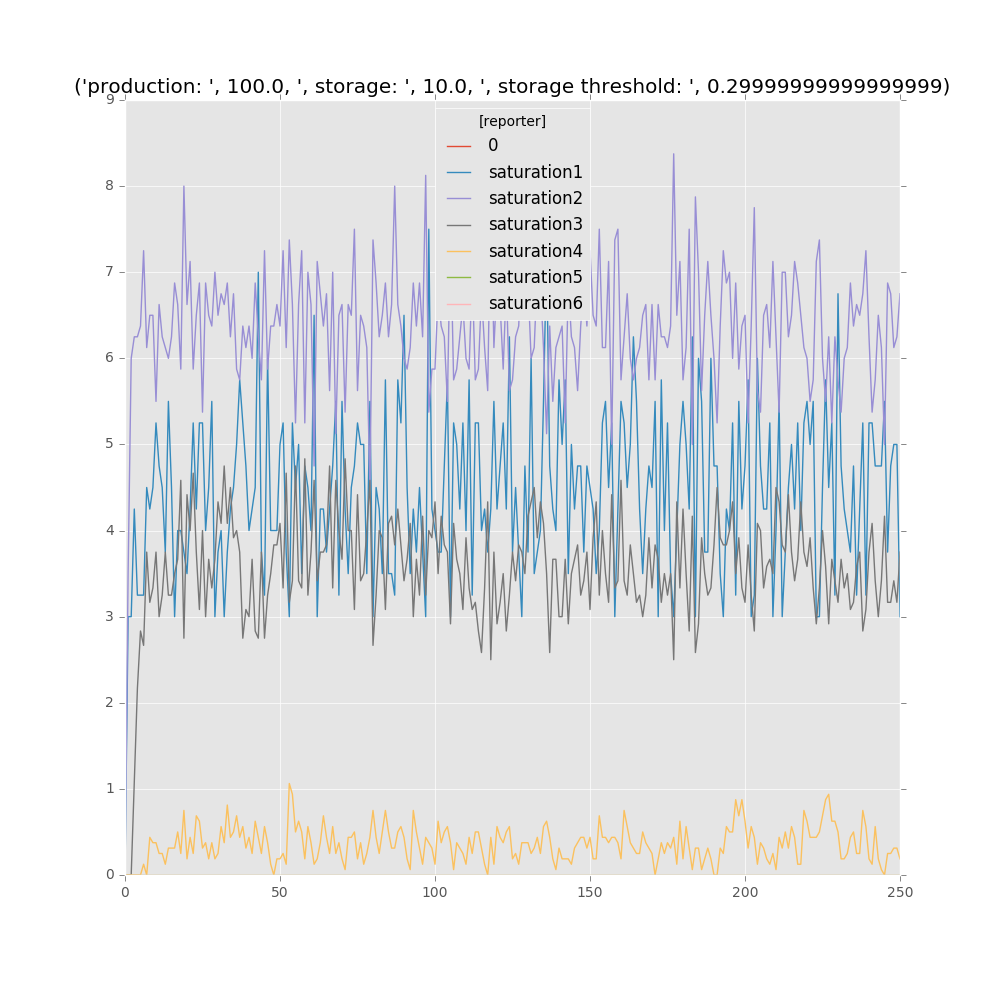 ('production: ', 100.0, ', storage: ', 10.0, ', storage threshold: ', 0.29999999999999999)
[reporter]
0
saturation1
saturation2
saturation3
saturation4
saturation5
saturation6
9
8
7
6
5
4
3
2
1
0
0 50 100 150 200 250